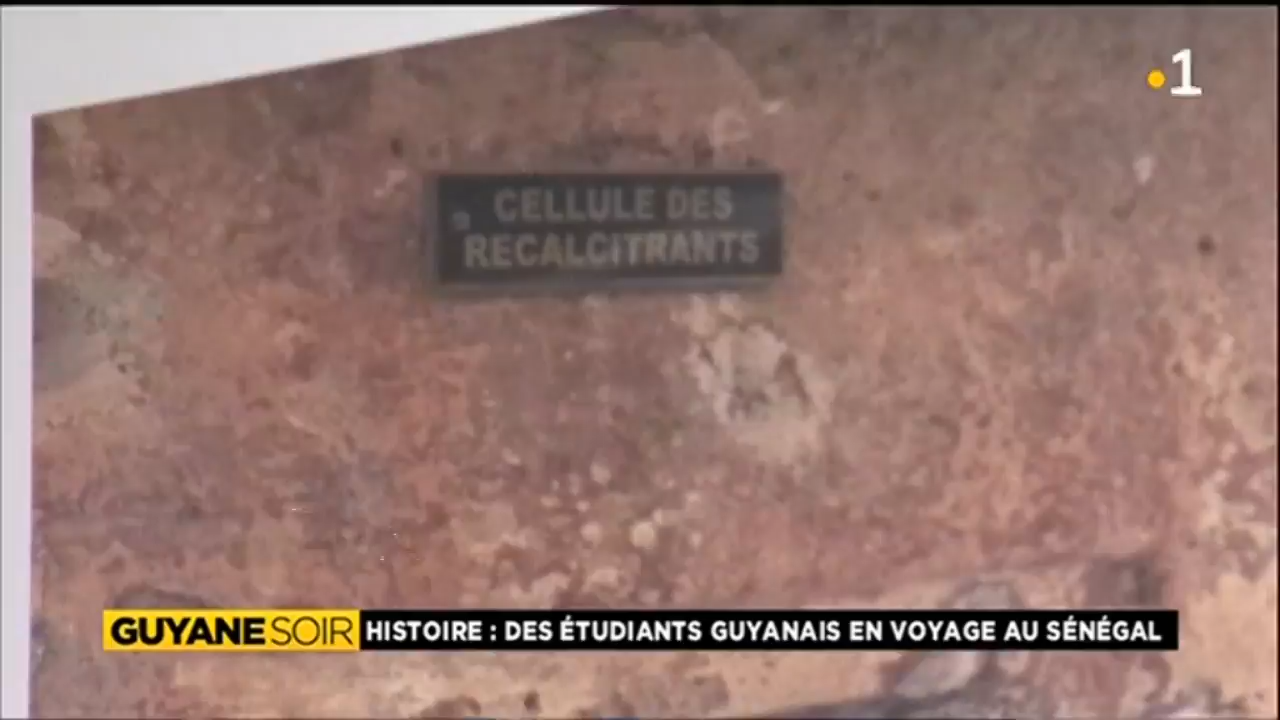 1
CELLULE DES
RECALCITRANTS
GUYANE SOIR HISTOIRE : DES ÉTUDIANTS GUYANAIS EN VOYAGE AU SÉNÉGAL